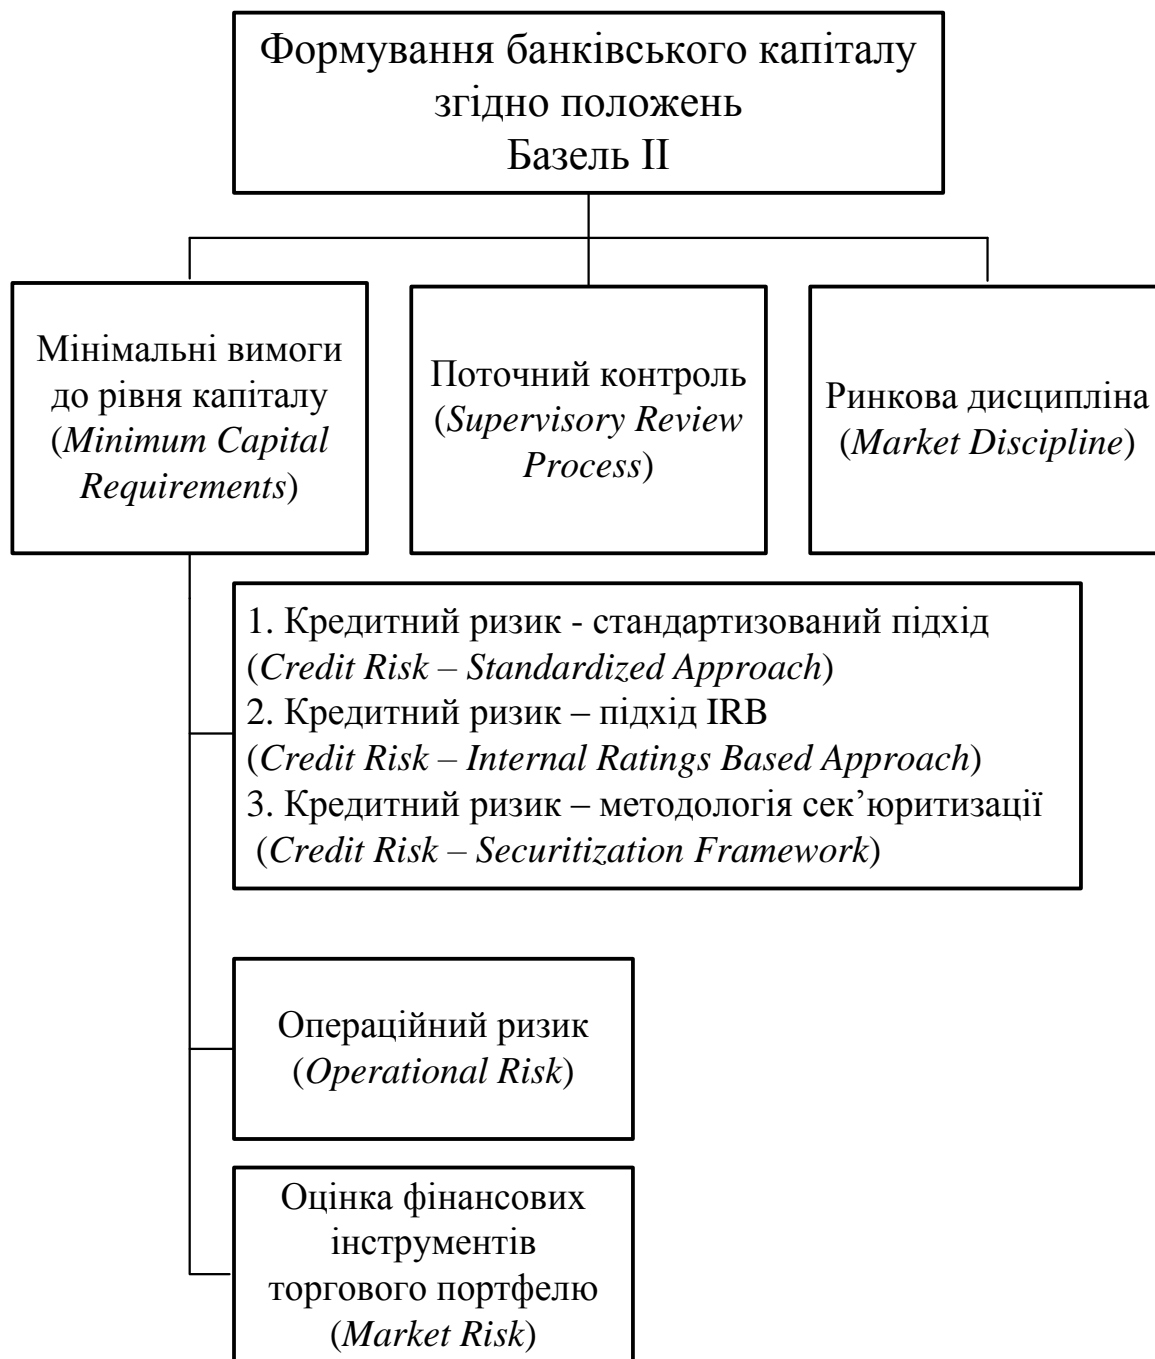 Формування банківського капіталу
згідно положень
Базель II
Мінімальні вимоги
до рівня капіталу
(Minimum Capital
Requirements)
Поточний контроль
(Supervisory Review
Process)
Ринкова дисципліна
(Market Discipline)
1. Кредитний ризик - стандартизований підхід
(Credit Risk – Standardized Approach)
2. Кредитний ризик – підхід IRB
(Credit Risk – Internal Ratings Based Approach)
3. Кредитний ризик – методологія сек’юритизації
(Credit Risk – Securitization Framework)
Операційний ризик
(Operational Risk)
Оцінка фінансових
інструментів
торгового портфелю
(Market Risk)